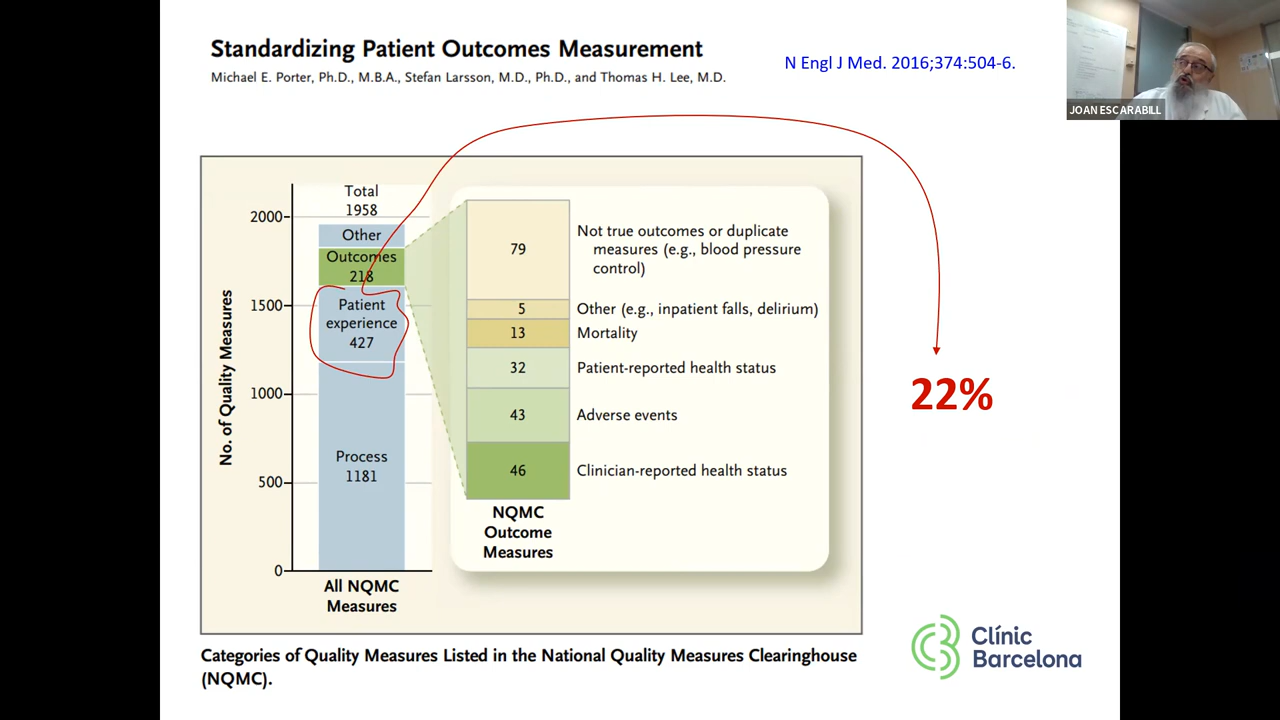 Standardizing Patient Outcomes Measurement
Michael E. Porter, Ph.D., M.B.A., Stefan Larsson, M.D., Ph.D., and Thomas H. Lee, M.D.
N Engl J Med. 2016;374:504-6.
JOAN ESCARABILL
No. of Quality Measures
2000
1500
1000
500
0
Total
1958
Other
Outcomes
218
Patient
experience
427
Process
1181
All NQMC
Measures
79
Not true outcomes or duplicate
measures (e.g., blood pressure
control)
5
Other (e.g., inpatient falls, delirium)
13
Mortality
32
Patient-reported health status
43
Adverse events
46
Clinician-reported health status
NQMC
Outcome
Measures
22%
Categories of Quality Measures Listed in the National Quality Measures Clearinghouse
(NQMC).
Clínic
Barcelona